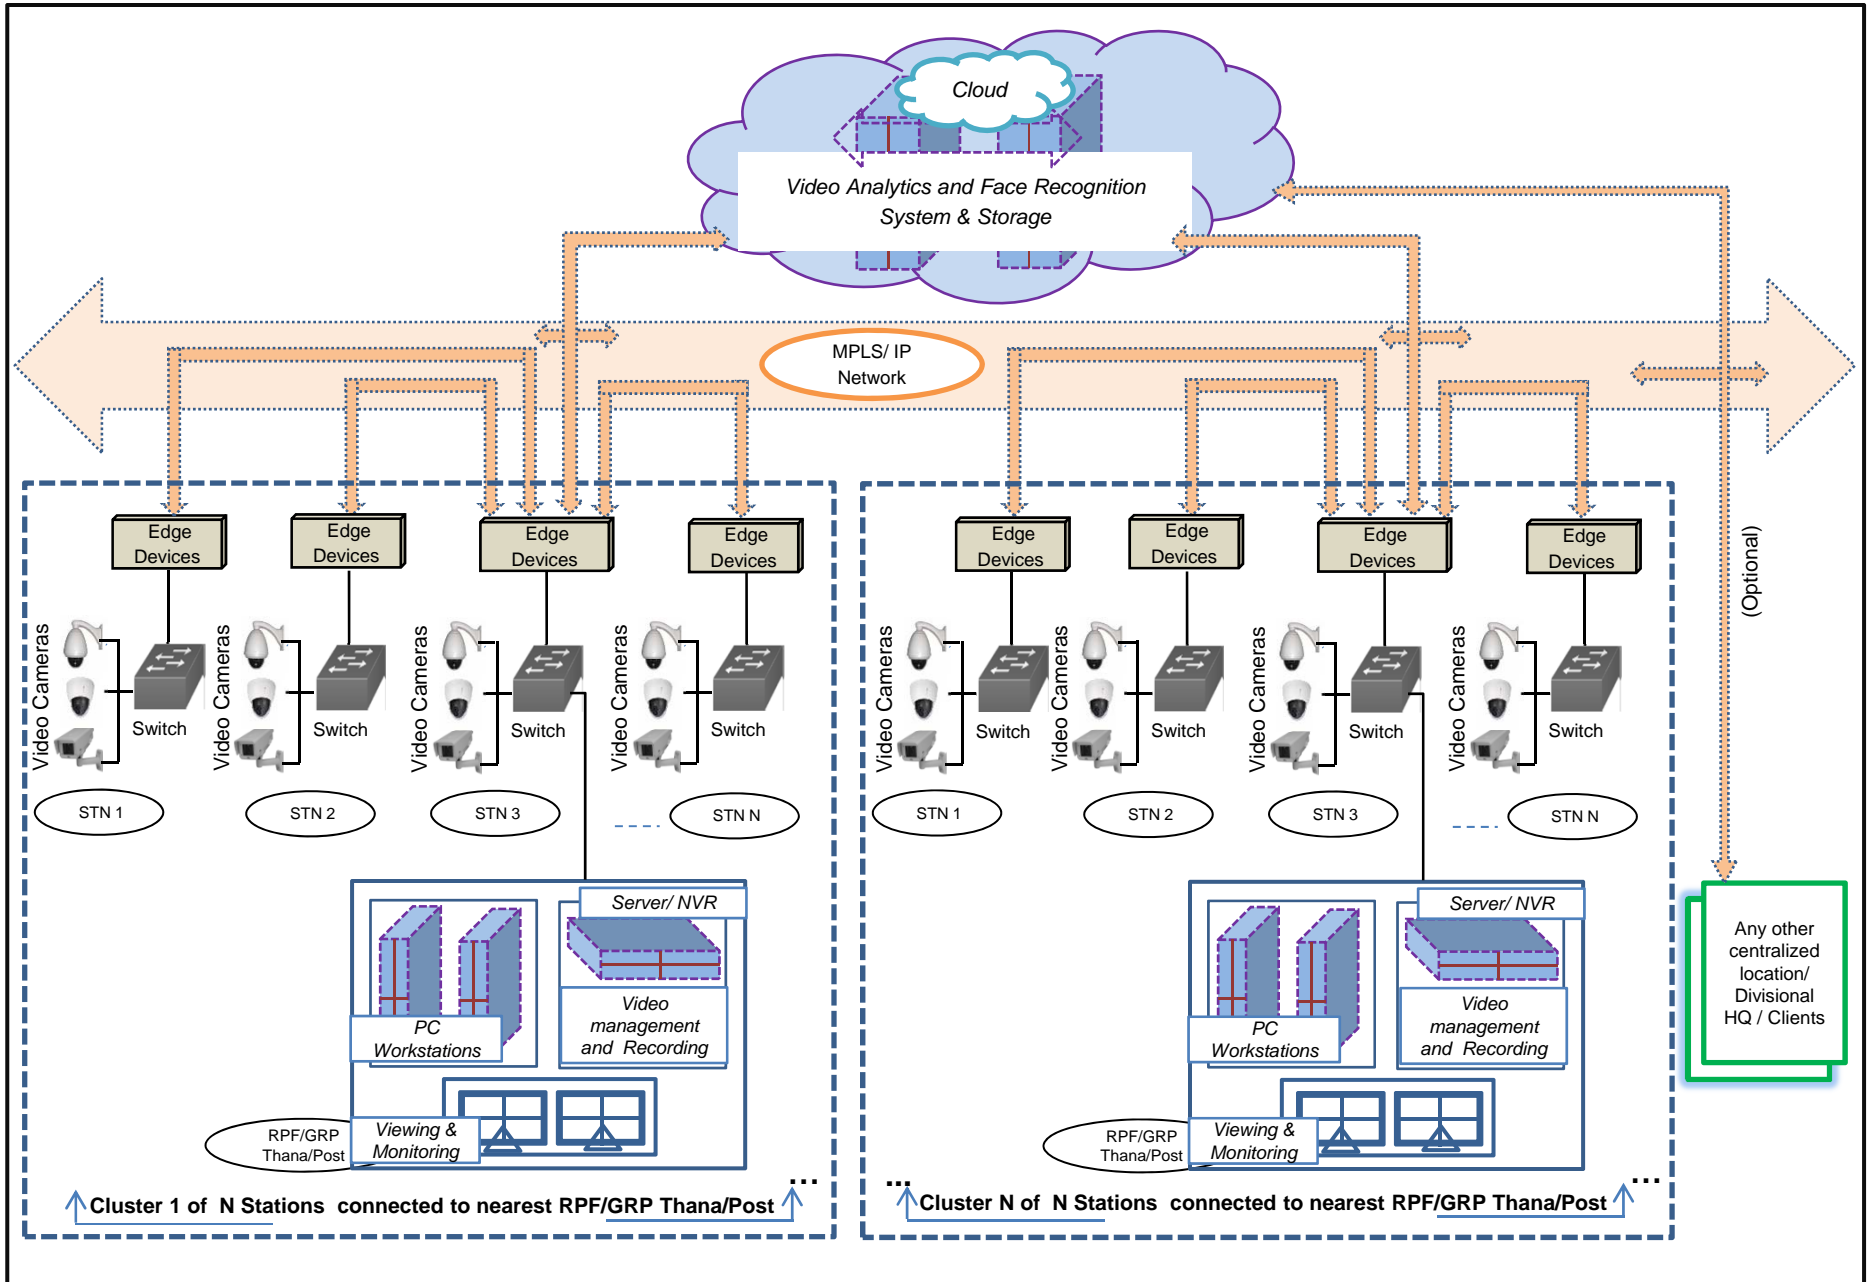 Cloud
Video Analytics and Face Recognition
System & Storage
MPLS/ IP
Network
(Optional)
Edge
Devices
Edge
Devices
Edge
Devices
Edge
Devices
Video Cameras
Switch
Video Cameras
Switch
Video Cameras
Switch
Video Cameras
Switch
STN 1
STN 2
STN 3
STN N
Server/ NVR
PC
Workstations
Video
management
and Recording
RPF/GRP
Thana/Post
Viewing &
Monitoring
...
Cluster 1 of N Stations connected to nearest RPF/GRP Thana/Post
Edge
Devices
Edge
Devices
Edge
Devices
Edge
Devices
Video Cameras
Switch
Video Cameras
Switch
Video Cameras
Switch
Video Cameras
Switch
STN 1
STN 2
STN 3
STN N
Server/ NVR
PC
Workstations
Video
management
and Recording
RPF/GRP
Thana/Post
Viewing &
Monitoring
...
...
Cluster N of N Stations connected to nearest RPF/GRP Thana/Post
Any other
centralized
location/
Divisional
HQ / Clients